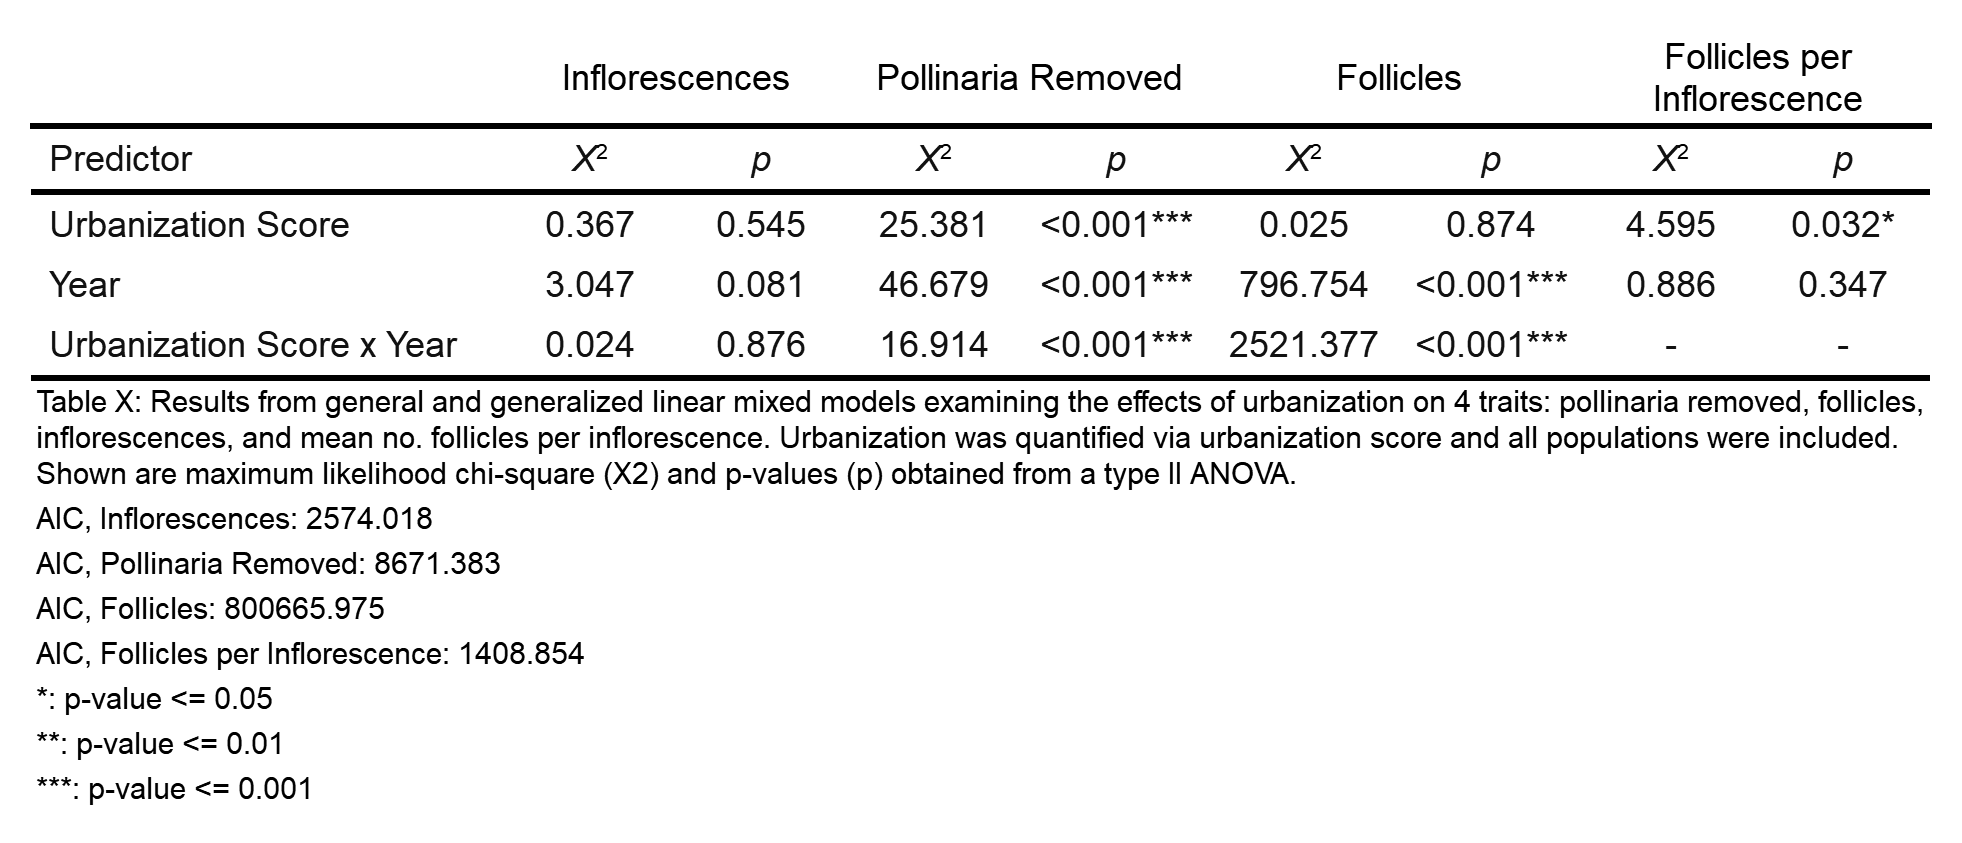 Inflorescences Pollinaria Removed Follicles Follicles per Inflorescence
Predictor X² p X² p X² p X² p
Urbanization Score 0.367 0.545 25.381 <0.001*** 0.025 0.874 4.595 0.032*
Year 3.047 0.081 46.679 <0.001*** 796.754 <0.001*** 0.886 0.347
Urbanization Score x Year 0.024 0.876 16.914 <0.001*** 2521.377 <0.001*** - -
Table X: Results from general and generalized linear mixed models examining the effects of urbanization on 4 traits: pollinaria removed, follicles,
inflorescences, and mean no. follicles per inflorescence. Urbanization was quantified via urbanization score and all populations were included.
Shown are maximum likelihood chi-square (X2) and p-values (p) obtained from a type II ANOVA.
AIC, Inflorescences: 2574.018
AIC, Pollinaria Removed: 8671.383
AIC, Follicles: 800665.975
AIC, Follicles per Inflorescence: 1408.854
*: p-value <= 0.05
**: p-value <= 0.01
***: p-value <= 0.001